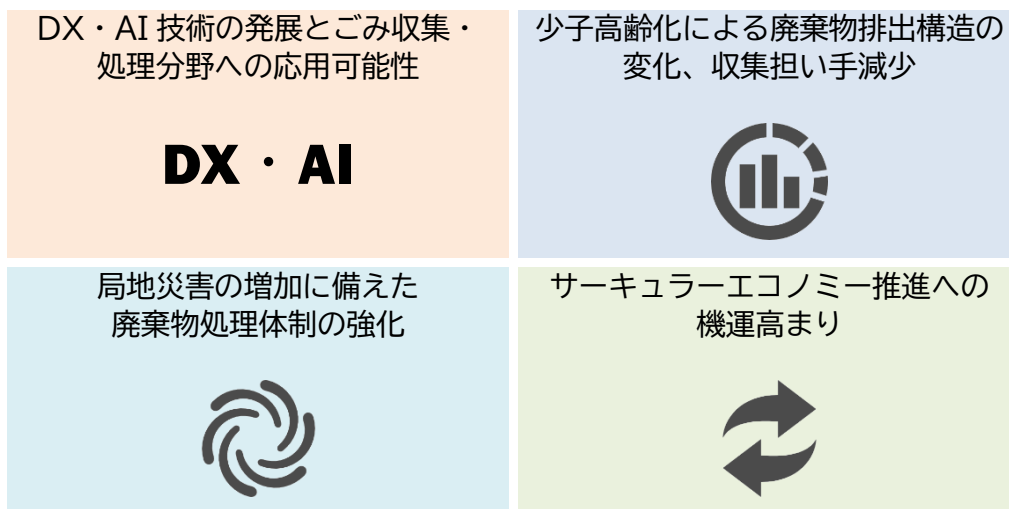 DX・AI 技術の発展とごみ収集・
処理分野への応用可能性
DX・AI
少子高齢化による廃棄物排出構造の
変化、収集担い手減少
局地災害の増加に備えた
廃棄物処理体制の強化
サーキュラーエコノミー推進への
機運高まり